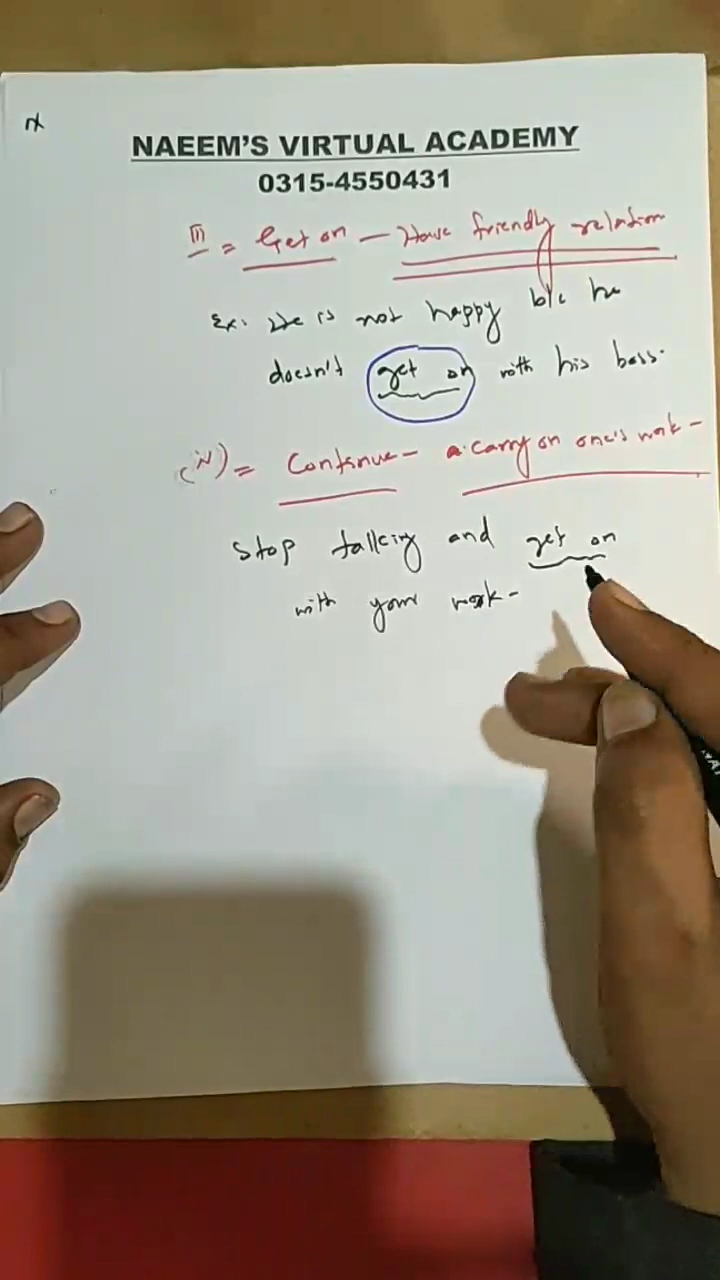 NAEEM'S VIRTUAL ACADEMY
0315-4550431
III = Get on — Have friendly relation
Ex: He is not happy b/c he
doesn't get on with his boss.
(IV) = Continue - a. carry on one's work -
Stop talking and get on
with your work -